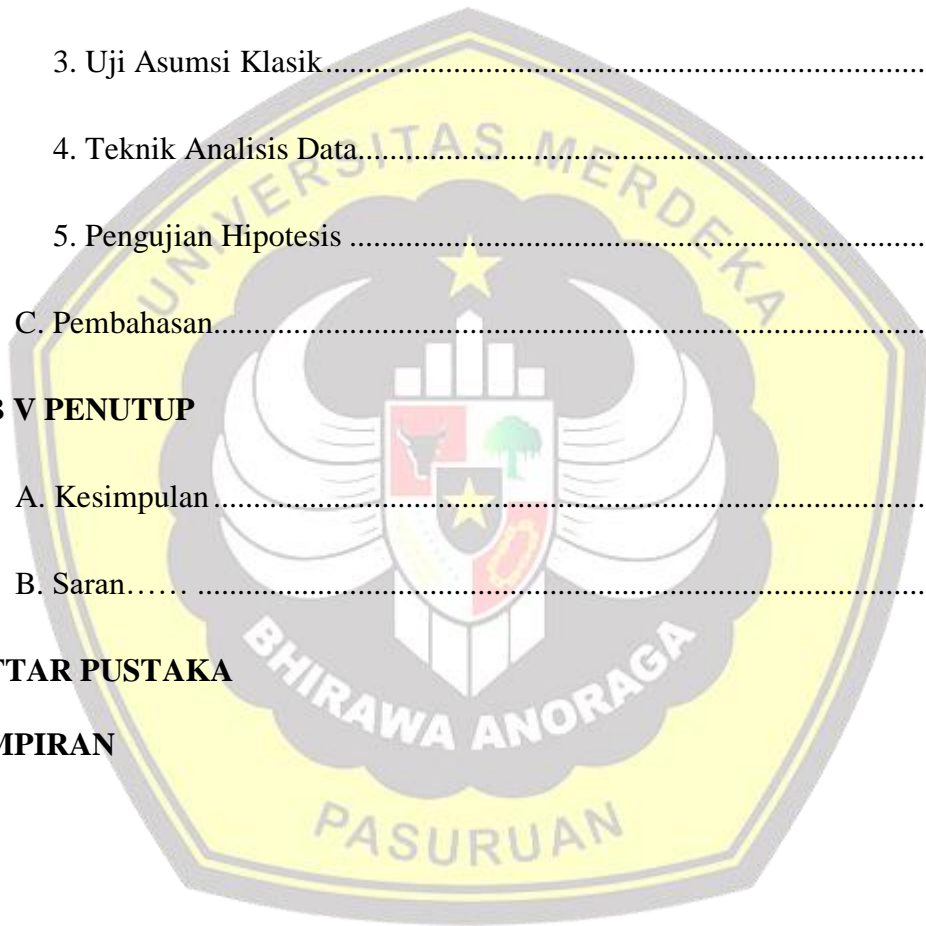 3. Uji Asumsi Klasik......................................................................
4. Teknik Analisis Data..................................................................
5. Pengujian Hipotesis ...................................................................
C. Pembahasan...................................................................................
B V PENUTUP
A. Kesimpulan ...................................................................................
B. Saran…… .....................................................................................
TAR PUSTAKA
MPIRAN
UNIVERSITAS MERDEKA
BHIRAWA ANORAGA
PASURUAN